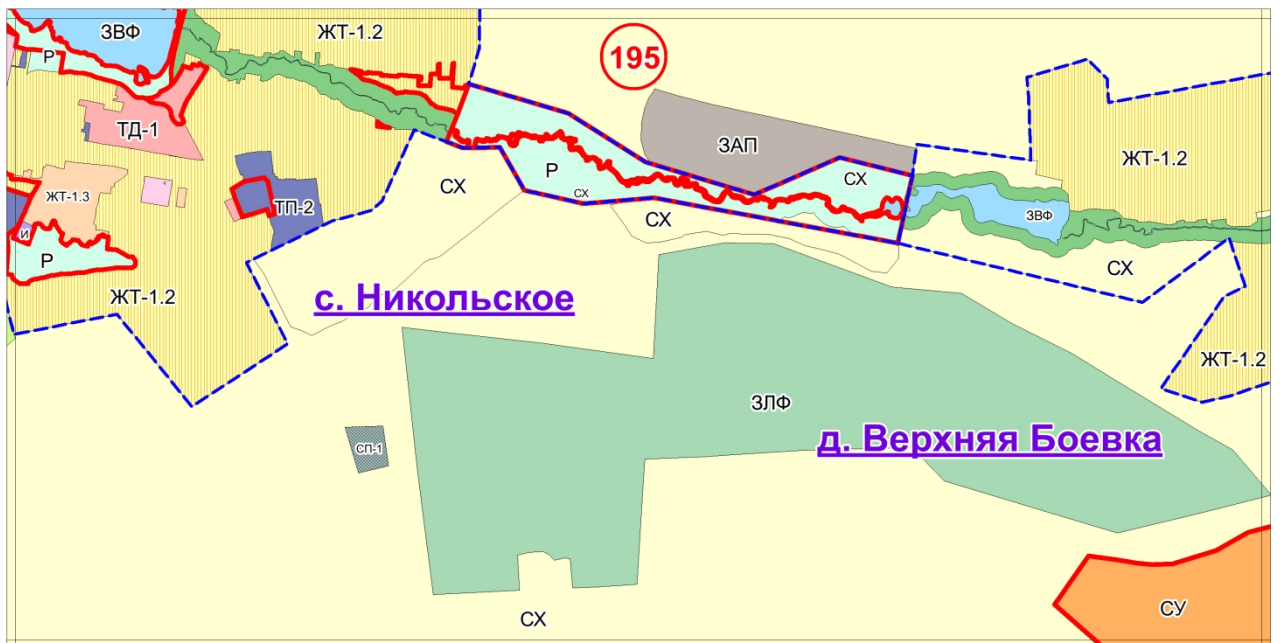 ЗВФ
ЖТ-1.2
195
Р
ТД-1
ЗАП
ЖТ-1.2
СХ
Р
СХ
СХ
ЖТ-1.3
ТП-2
СХ
ЗВФ
И
Р
СХ
ЖТ-1.2
с. Никольское
ЖТ-1.2
ЗЛФ
д. Верхняя Боевка
СП-1
СУ
СХ